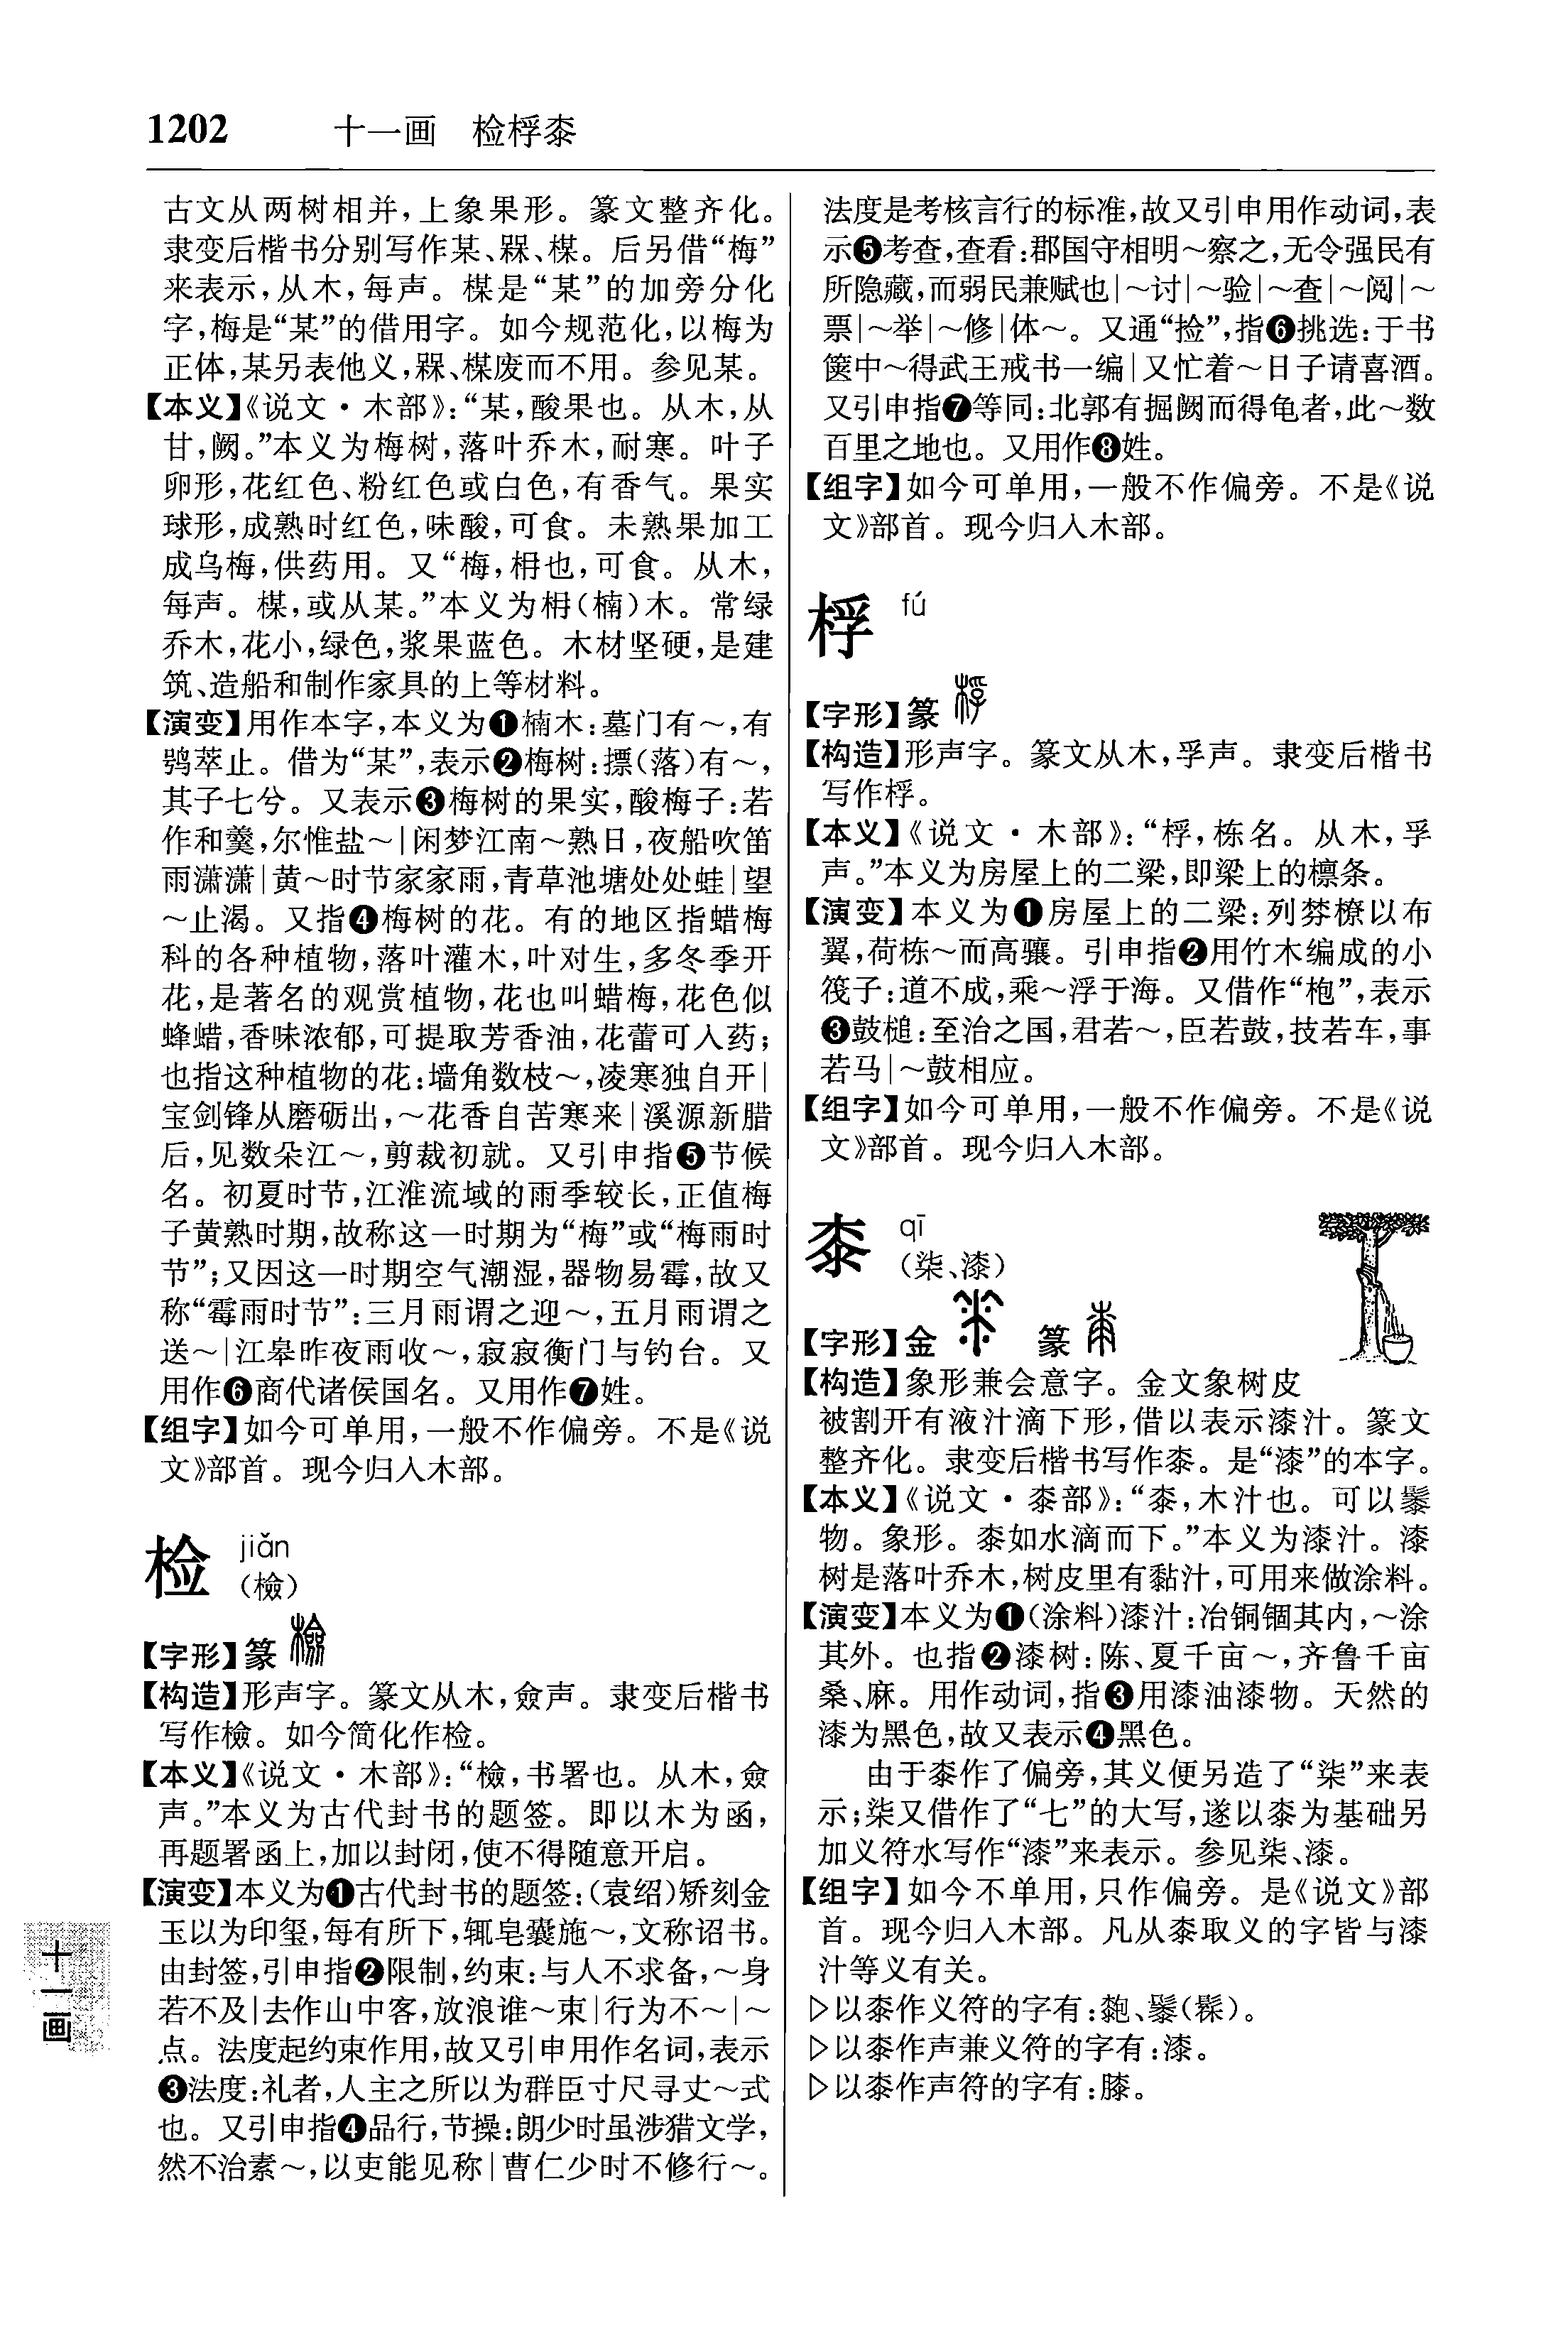 1202 十一画 检桴桼
古文从两树相并,上象果形。篆文整齐化。
隶变后楷书分别写作某、槑、楳。后另借“梅”
来表示,从木,每声。楳是“某”的加旁分化
字,梅是“某”的借用字。如今规范化,以梅为
正体,某另表他义,槑、楳废而不用。参见某。
【本义】《说文·木部》:“某,酸果也。从木,从
甘,阙。”本义为梅树,落叶乔木,耐寒。叶子
卵形,花红色、粉红色或白色,有香气。果实
球形,成熟时红色,味酸,可食。未熟果加工
成乌梅,供药用。又“梅,枏也,可食。从木,
每声。楳,或从某。”本义为枏(楠)木。常绿
乔木,花小,绿色,浆果蓝色。木材坚硬,是建
筑、造船和制作家具的上等材料。
【演变】用作本字,本义为❶楠木:墓门有～,有
鸮萃止。借为“某”,表示❷梅树:摽(落)有～,
其子七兮。又表示❸梅树的果实,酸梅子:若
作和羹,尔惟盐～|闲梦江南～熟日,夜船吹笛
雨潇潇|黄～时节家家雨,青草池塘处处蛙|望
～止渴。又指❹梅树的花。有的地区指蜡梅
科的各种植物,落叶灌木,叶对生,多冬季开
花,是著名的观赏植物,花也叫蜡梅,花色似
蜂蜡,香味浓郁,可提取芳香油,花蕾可入药;
也指这种植物的花:墙角数枝～,凌寒独自开|
宝剑锋从磨砺出,～花香自苦寒来|溪源新腊
后,见数朵江～,剪裁初就。又引申指❺节候
名。初夏时节,江淮流域的雨季较长,正值梅
子黄熟时期,故称这一时期为“梅”或“梅雨时
节”;又因这一时期空气潮湿,器物易霉,故又
称“霉雨时节”:三月雨谓之迎～,五月雨谓之
送～|江皋昨夜雨收～,寂寂衡门与钓台。又
用作❻商代诸侯国名。又用作❼姓。
【组字】如今可单用,一般不作偏旁。不是《说
文》部首。现今归入木部。
检 jiǎn
(檢)
【字形】篆
【构造】形声字。篆文从木,僉声。隶变后楷书
写作檢。如今简化作检。
【本义】《说文·木部》:“檢,书署也。从木,僉
声。”本义为古代封书的题签。即以木为函,
再题署函上,加以封闭,使不得随意开启。
【演变】本义为❶古代封书的题签:(袁绍)矫刻金
玉以为印玺,每有所下,辄皂囊施～,文称诏书。
由封签,引申指❷限制,约束:与人不求备,～身
若不及|去作山中客,放浪谁～束|行为不～|～
点。法度起约束作用,故又引申用作名词,表示
❸法度:礼者,人主之所以为群臣寸尺寻丈～式
也。又引申指❹品行,节操:朗少时虽涉猎文学,
然不治素～,以吏能见称|曹仁少时不修行～。
法度是考核言行的标准,故又引申用作动词,表
示❺考查,查看:郡国守相明～察之,无令强民有
所隐藏,而弱民兼赋也|～讨|～验|～查|～阅|～
票|～举|～修|体～。又通“捡”,指❻挑选:于书
箧中～得武王戒书一编|又忙着～日子请喜酒。
又引申指❼等同:北郭有掘阙而得龟者,此～数
百里之地也。又用作❽姓。
【组字】如今可单用,一般不作偏旁。不是《说
文》部首。现今归入木部。
桴 fú
【字形】篆
【构造】形声字。篆文从木,孚声。隶变后楷书
写作桴。
【本义】《说文·木部》:“桴,栋名。从木,孚
声。”本义为房屋上的二梁,即梁上的檩条。
【演变】本义为❶房屋上的二梁:列棼橑以布
翼,荷栋～而高骧。引申指❷用竹木编成的小
筏子:道不成,乘～浮于海。又借作“枹”,表示
❸鼓槌:至治之国,君若～,臣若鼓,技若车,事
若马|～鼓相应。
【组字】如今可单用,一般不作偏旁。不是《说
文》部首。现今归入木部。
桼 qī
(柒、漆)
【字形】金 篆
【构造】象形兼会意字。金文象树皮
被割开有液汁滴下形,借以表示漆汁。篆文
整齐化。隶变后楷书写作桼。是“漆”的本字。
【本义】《说文·桼部》:“桼,木汁也。可以鬖
物。象形。桼如水滴而下。”本义为漆汁。漆
树是落叶乔木,树皮里有黏汁,可用来做涂料。
【演变】本义为❶(涂料)漆汁:冶铜锢其内,～涂
其外。也指❷漆树:陈、夏千亩～,齐鲁千亩
桑、麻。用作动词,指❸用漆油漆物。天然的
漆为黑色,故又表示❹黑色。
由于桼作了偏旁,其义便另造了“柒”来表
示;柒又借作了“七”的大写,遂以桼为基础另
加义符水写作“漆”来表示。参见柒、漆。
【组字】如今不单用,只作偏旁。是《说文》部
首。现今归入木部。凡从桼取义的字皆与漆
汁等义有关。
▷以桼作义符的字有:䵢、䰍(髹)。
▷以桼作声兼义符的字有:漆。
▷以桼作声符的字有:膝。
十一画